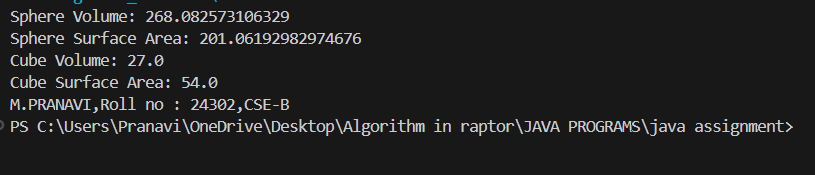 Sphere Volume: 268.082573106329
Sphere Surface Area: 201.06192982974676
Cube Volume: 27.0
Cube Surface Area: 54.0
M.PRANAVI,Roll no : 24302,CSE-B
PS C:\Users\Pranavi\OneDrive\Desktop\Algorithm in raptor\JAVA PROGRAMS\java assignment>